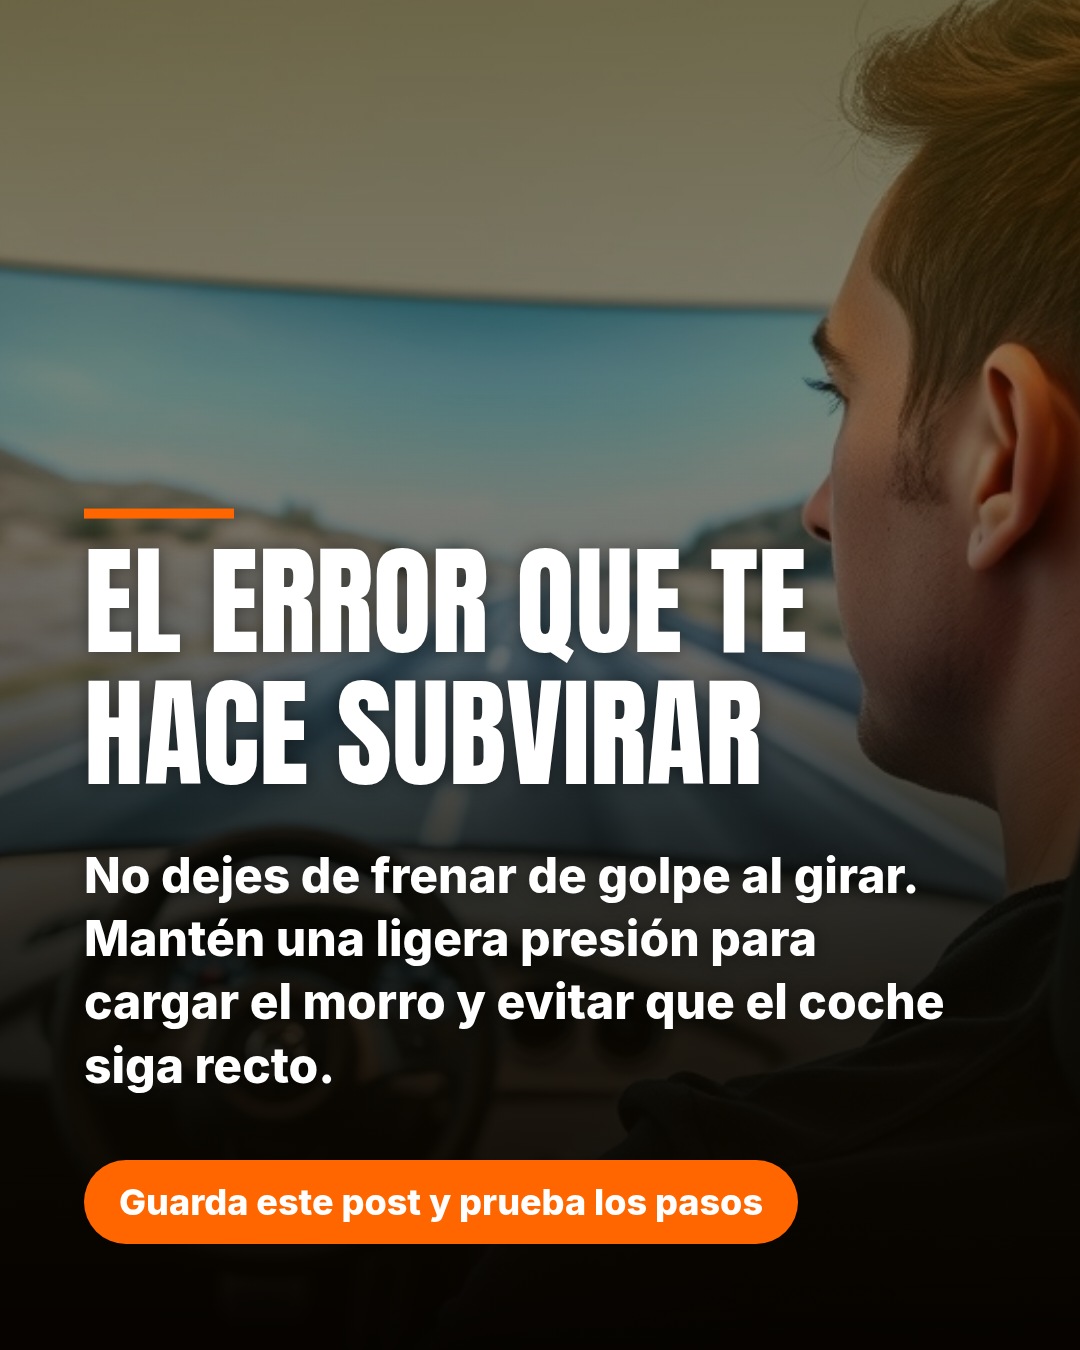 EL ERROR QUE TE
HACE SUBVIRAR
No dejes de frenar de golpe al girar.
Mantén una ligera presión para
cargar el morro y evitar que el coche
siga recto.
Guarda este post y prueba los pasos